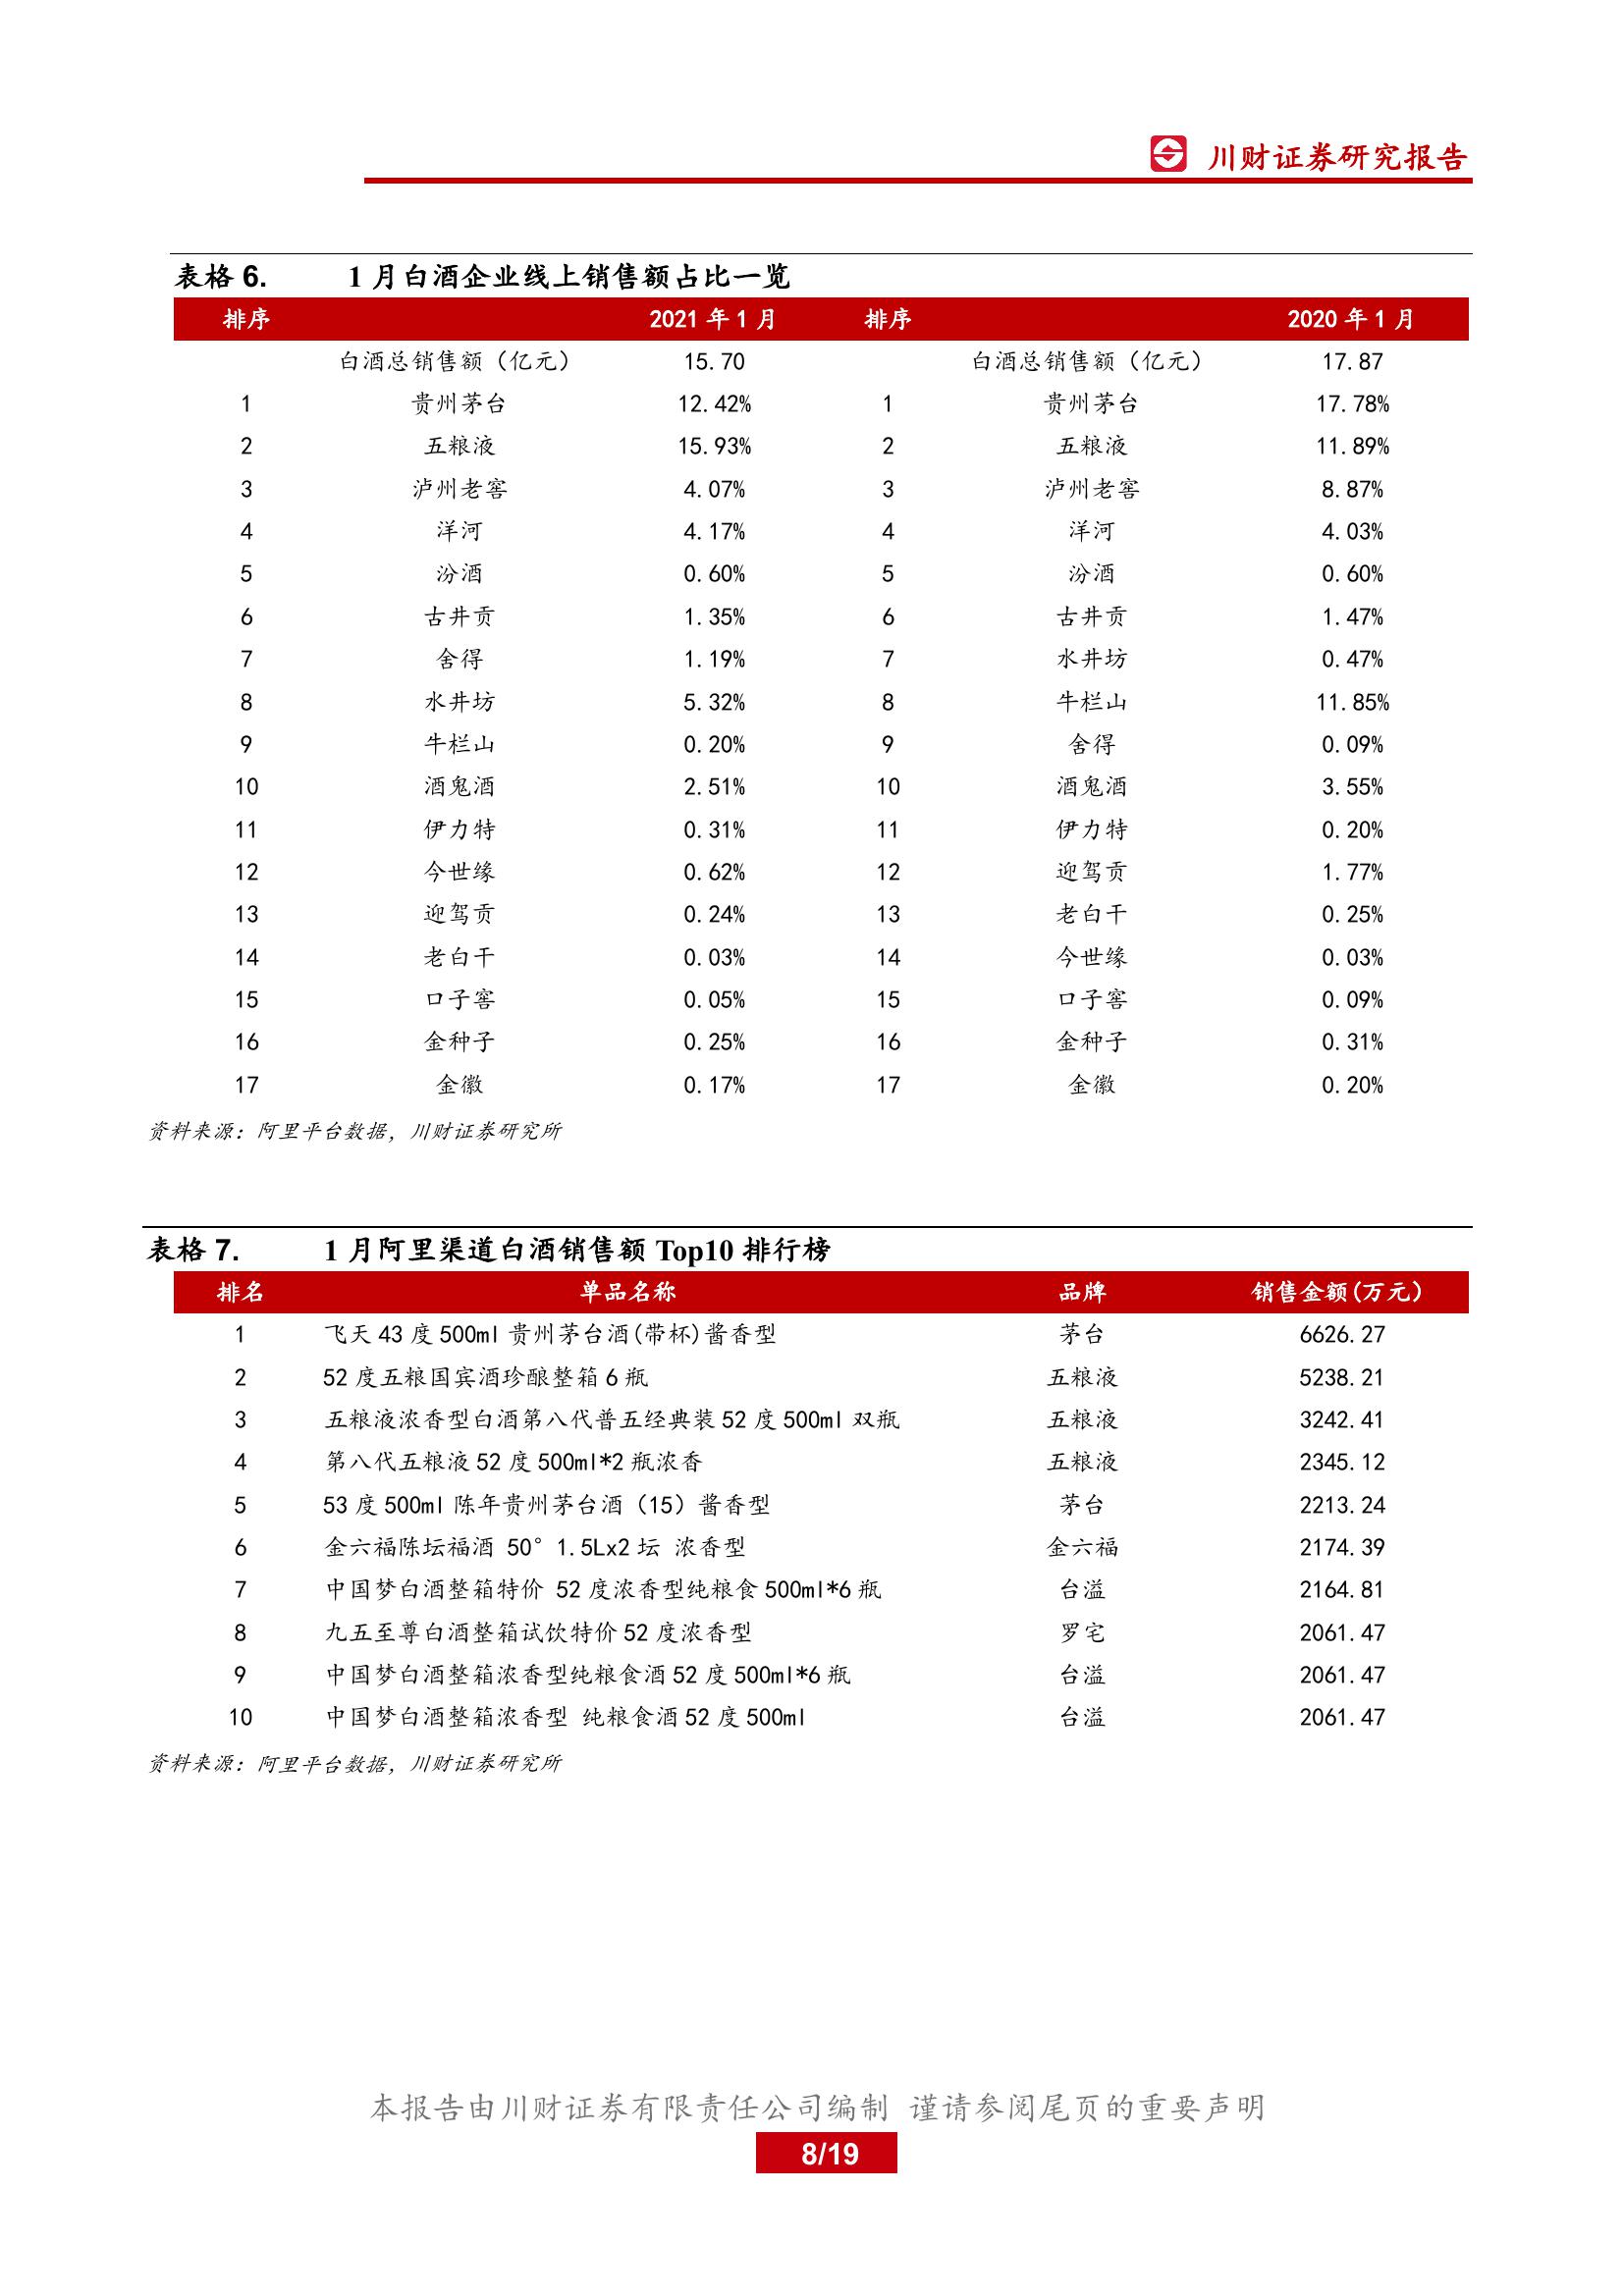 川财证券研究报告
表格 6. 1 月白酒企业线上销售额占比一览
排序 2021 年 1 月 排序 2020 年 1 月
白酒总销售额（亿元） 15.70 白酒总销售额（亿元） 17.87
1 贵州茅台 12.42% 1 贵州茅台 17.78%
2 五粮液 15.93% 2 五粮液 11.89%
3 泸州老窖 4.07% 3 泸州老窖 8.87%
4 洋河 4.17% 4 洋河 4.03%
5 汾酒 0.60% 5 汾酒 0.60%
6 古井贡 1.35% 6 古井贡 1.47%
7 舍得 1.19% 7 水井坊 0.47%
8 水井坊 5.32% 8 牛栏山 11.85%
9 牛栏山 0.20% 9 舍得 0.09%
10 酒鬼酒 2.51% 10 酒鬼酒 3.55%
11 伊力特 0.31% 11 伊力特 0.20%
12 今世缘 0.62% 12 迎驾贡 1.77%
13 迎驾贡 0.24% 13 老白干 0.25%
14 老白干 0.03% 14 今世缘 0.03%
15 口子窖 0.05% 15 口子窖 0.09%
16 金种子 0.25% 16 金种子 0.31%
17 金徽 0.17% 17 金徽 0.20%
资料来源：阿里平台数据，川财证券研究所
表格 7. 1 月阿里渠道白酒销售额 Top10 排行榜
排名 单品名称 品牌 销售金额(万元)
1 飞天 43 度 500ml 贵州茅台酒(带杯)酱香型 茅台 6626.27
2 52 度五粮国宾酒珍酿整箱 6 瓶 五粮液 5238.21
3 五粮液浓香型白酒第八代普五经典装 52 度 500ml 双瓶 五粮液 3242.41
4 第八代五粮液 52 度 500ml*2 瓶浓香 五粮液 2345.12
5 53 度 500ml 陈年贵州茅台酒（15）酱香型 茅台 2213.24
6 金六福陈坛福酒 50°1.5Lx2 坛 浓香型 金六福 2174.39
7 中国梦白酒整箱特价 52 度浓香型纯粮食 500ml*6 瓶 台溢 2164.81
8 九五至尊白酒整箱试饮特价 52 度浓香型 罗宅 2061.47
9 中国梦白酒整箱浓香型纯粮食酒 52 度 500ml*6 瓶 台溢 2061.47
10 中国梦白酒整箱浓香型 纯粮食酒 52 度 500ml 台溢 2061.47
资料来源：阿里平台数据，川财证券研究所
本报告由川财证券有限责任公司编制 谨请参阅尾页的重要声明
8/19